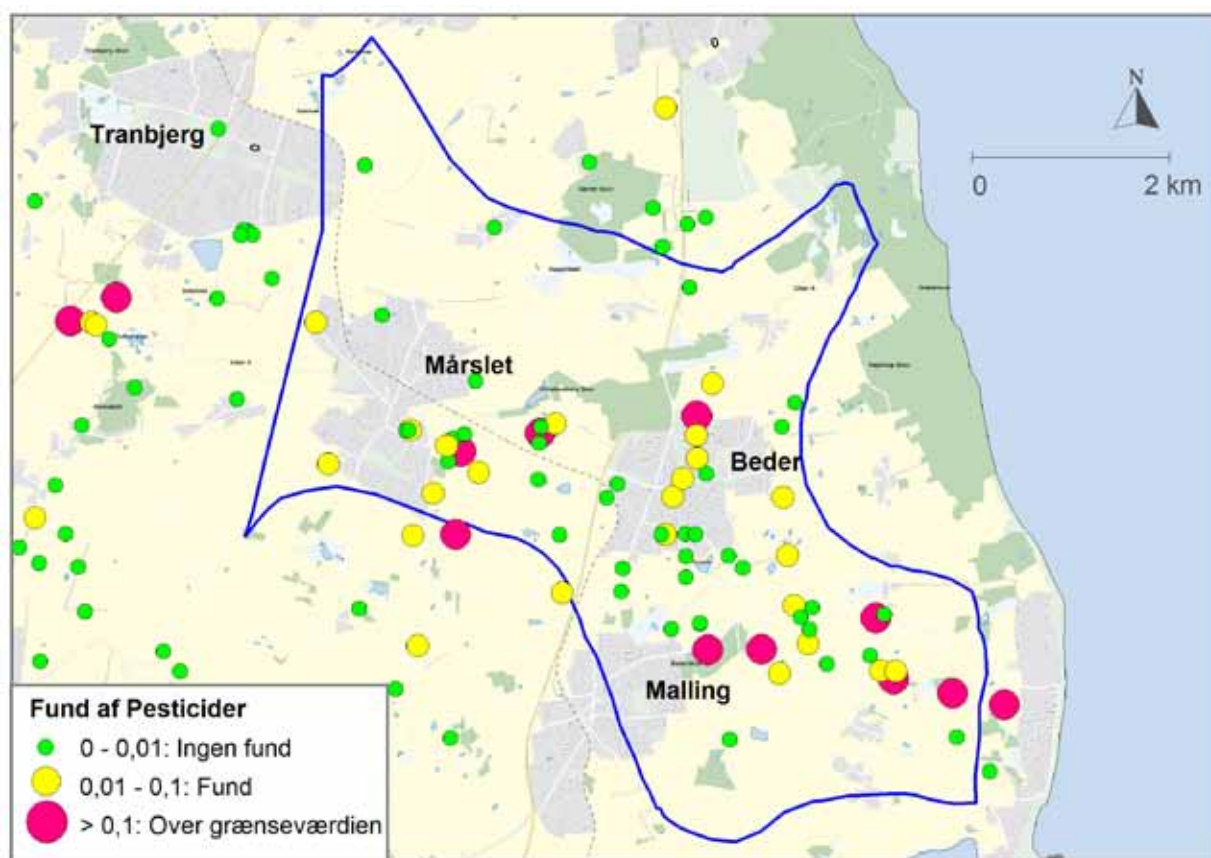 Tranbjerg
N
0 2 km
Mårslet
Beder
Malling
Fund af Pesticider
0 - 0,01: Ingen fund
0,01 - 0,1: Fund
> 0,1: Over grænseværdien